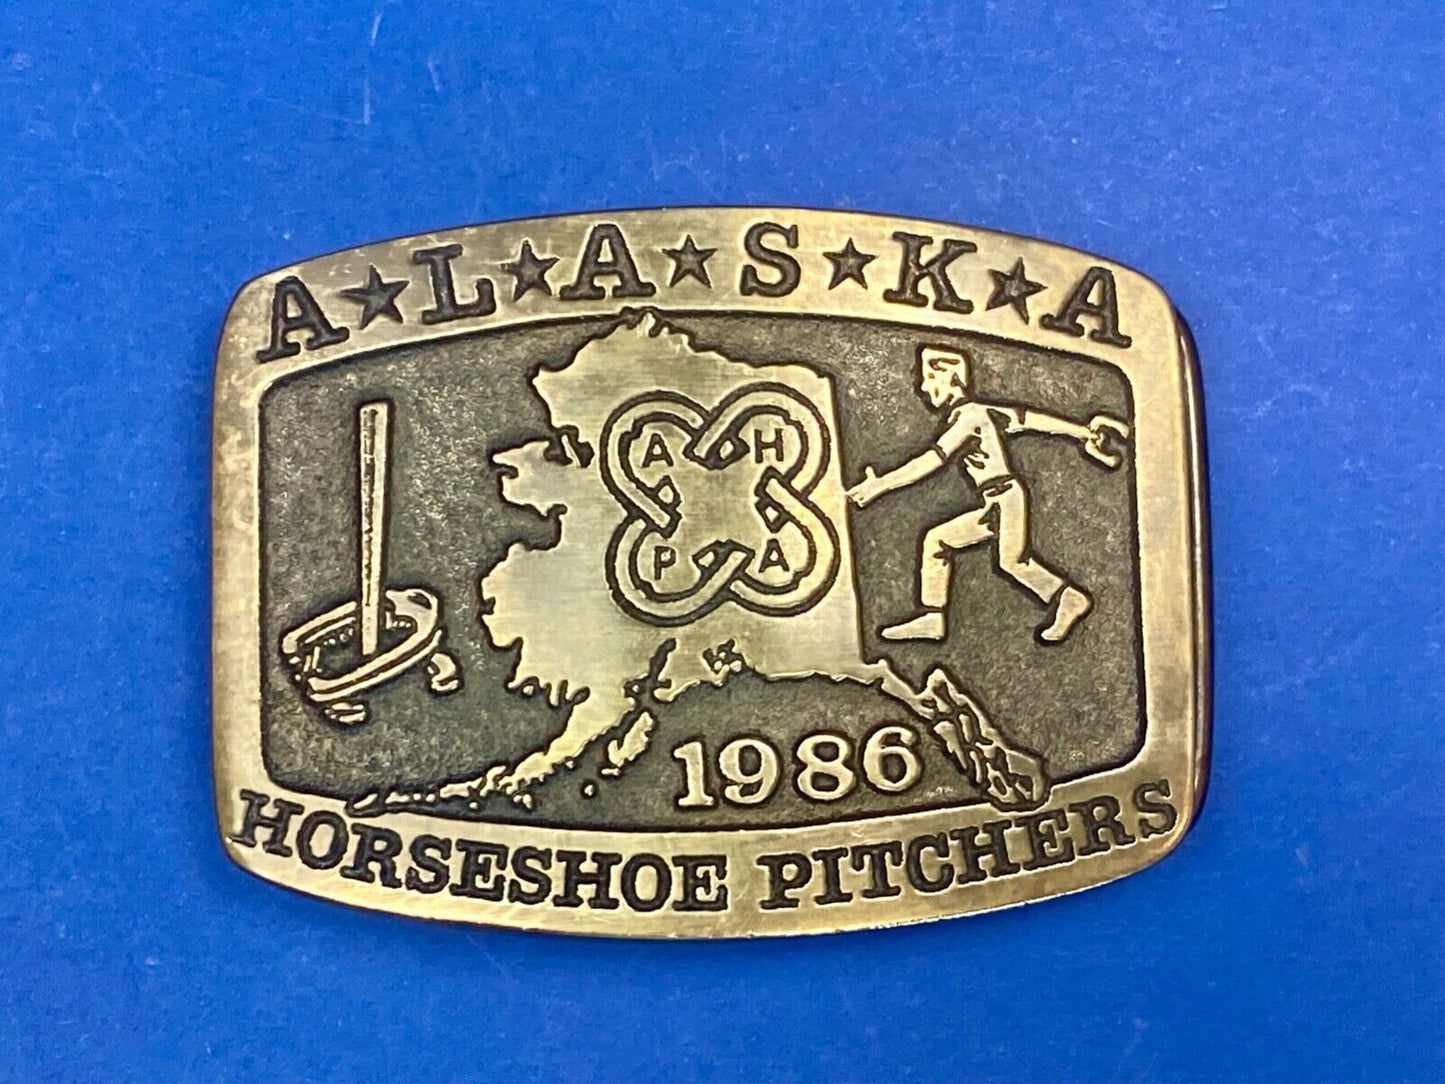 A★L★A★S★K★A
A H
P A
1986
HORSESHOE PITCHERS